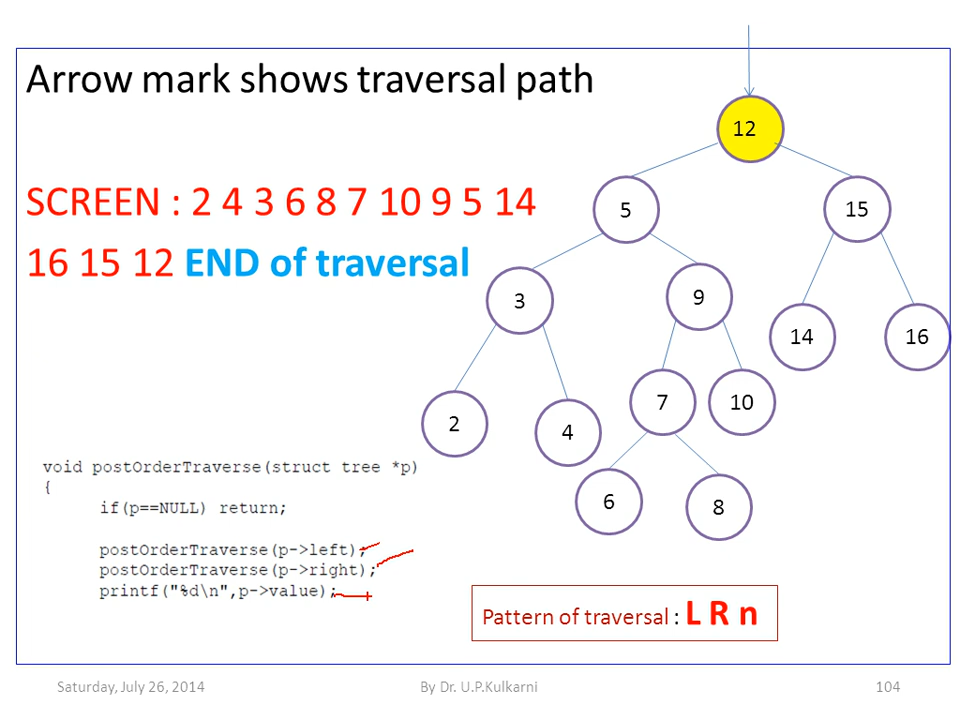 Arrow mark shows traversal path
12
SCREEN : 2 4 3 6 8 7 10 9 5 14
16 15 12 END of traversal
5
15
3
9
14
16
2
4
7
10
6
8
void postOrderTraverse(struct tree *p)
{
if(p==NULL) return;
postOrderTraverse(p->left);
postOrderTraverse(p->right);
printf("%d\n",p->value);
Pattern of traversal : L R n
Saturday, July 26, 2014
By Dr. U.P.Kulkarni
104